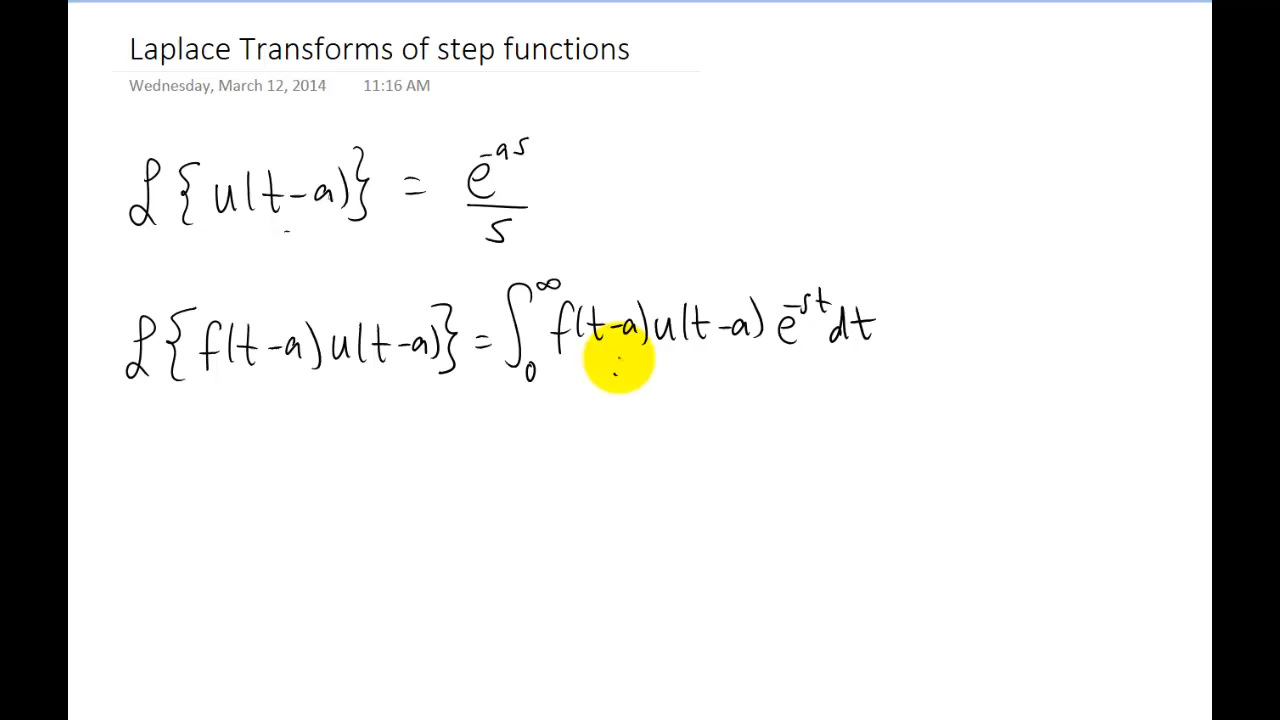 Laplace Transforms of step functions
Wednesday, March 12, 2014 11:16 AM
ℒ{u(t-a)} = e^{-as}/s
ℒ{f(t-a)u(t-a)} = ∫_0^∞ f(t-a)u(t-a) e^{-st} dt